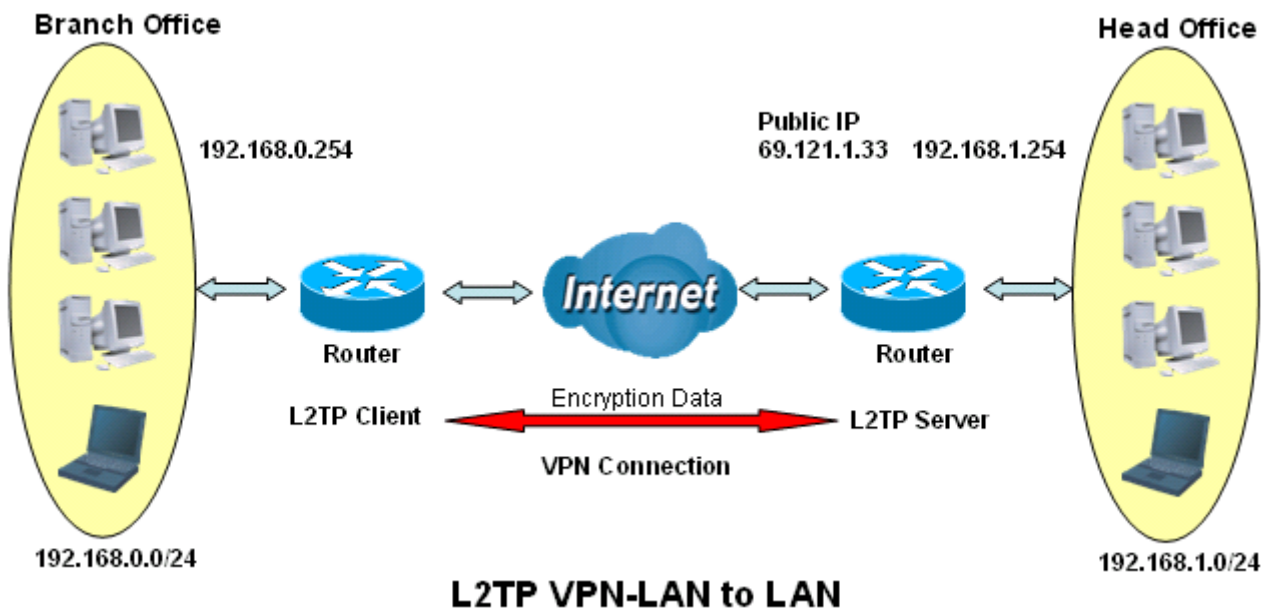 Branch Office
Head Office
192.168.0.254
Public IP
69.121.1.33
192.168.1.254
Internet
Router
Router
L2TP Client
Encryption Data
L2TP Server
VPN Connection
192.168.0.0/24
192.168.1.0/24
L2TP VPN-LAN to LAN